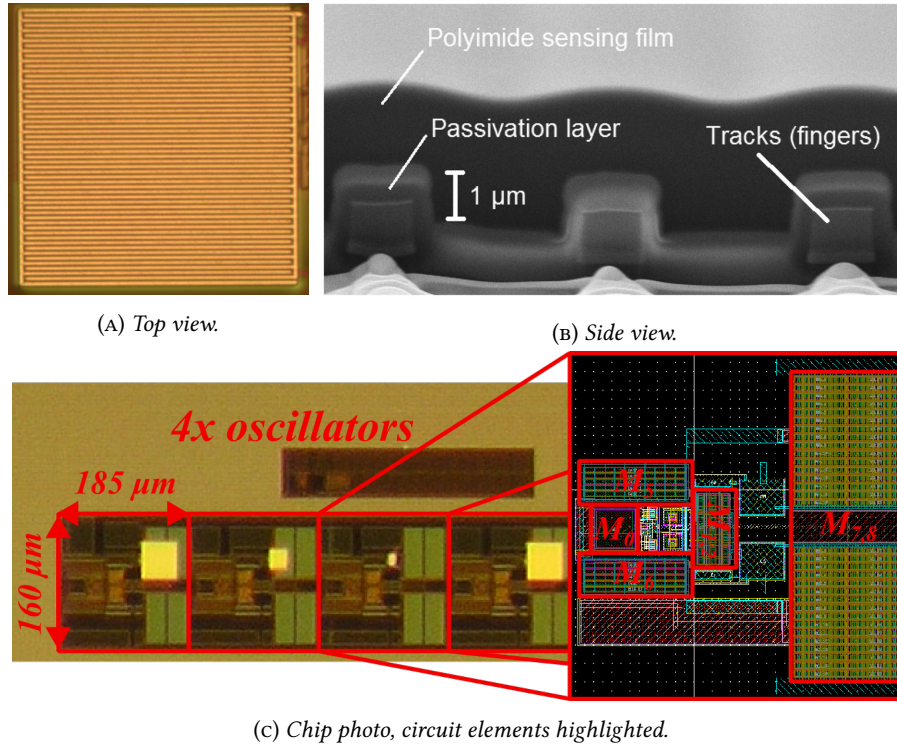 Polyimide sensing film
Passivation layer
Tracks (fingers)
1 μm
(A) Top view.
(B) Side view.
4x oscillators
185 μm
160 μm
M5
M0
M6
M7,8
(C) Chip photo, circuit elements highlighted.